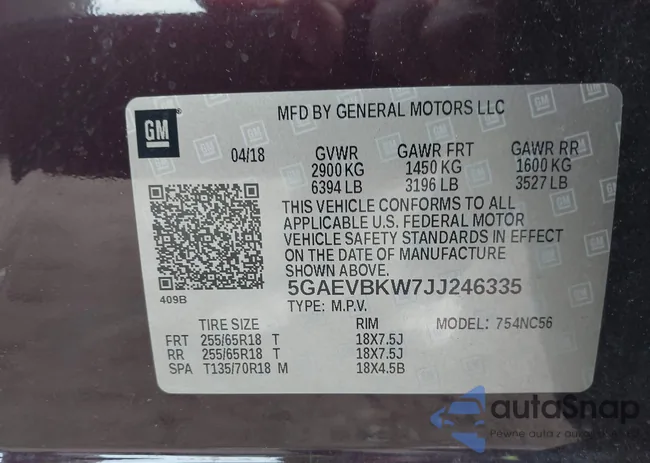 GM
MFD BY GENERAL MOTORS LLC
04/18 GVWR GAWR FRT GAWR RR
2900 KG 1450 KG 1600 KG
6394 LB 3196 LB 3527 LB
THIS VEHICLE CONFORMS TO ALL
APPLICABLE U.S. FEDERAL MOTOR
VEHICLE SAFETY STANDARDS IN EFFECT
ON THE DATE OF MANUFACTURE
SHOWN ABOVE.
409B
5GAEVBKW7JJ246335
TYPE: M.P.V.
TIRE SIZE RIM MODEL: 754NC56
FRT 255/65R18 T 18X7.5J
RR 255/65R18 T 18X7.5J
SPA T135/70R18 M 18X4.5B
autoSnap
Pewne auta z aukcji